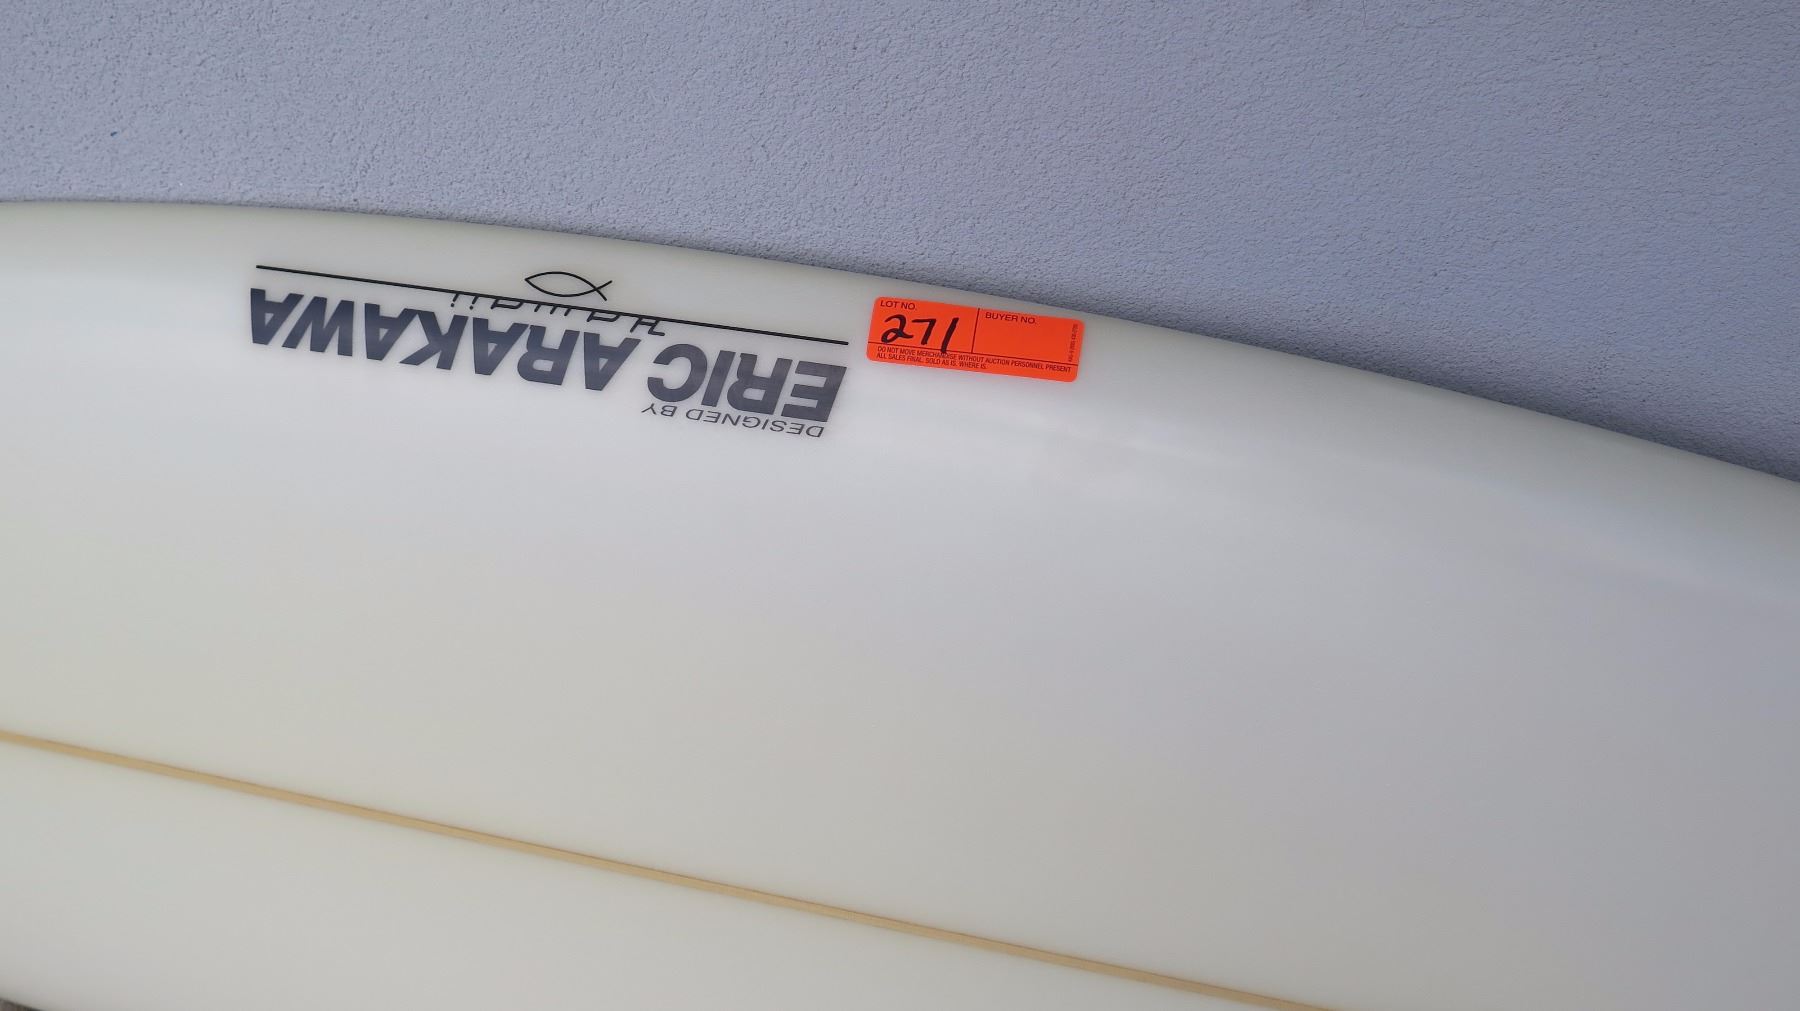 DESIGNED BY
ERIC ARAKAWA
Hawaii
LOT NO.
271
BUYER NO.
DO NOT MOVE MERCHANDISE WITHOUT AUCTION PERSONNEL PRESENT
ALL SALES FINAL. SOLD AS IS, WHERE IS.